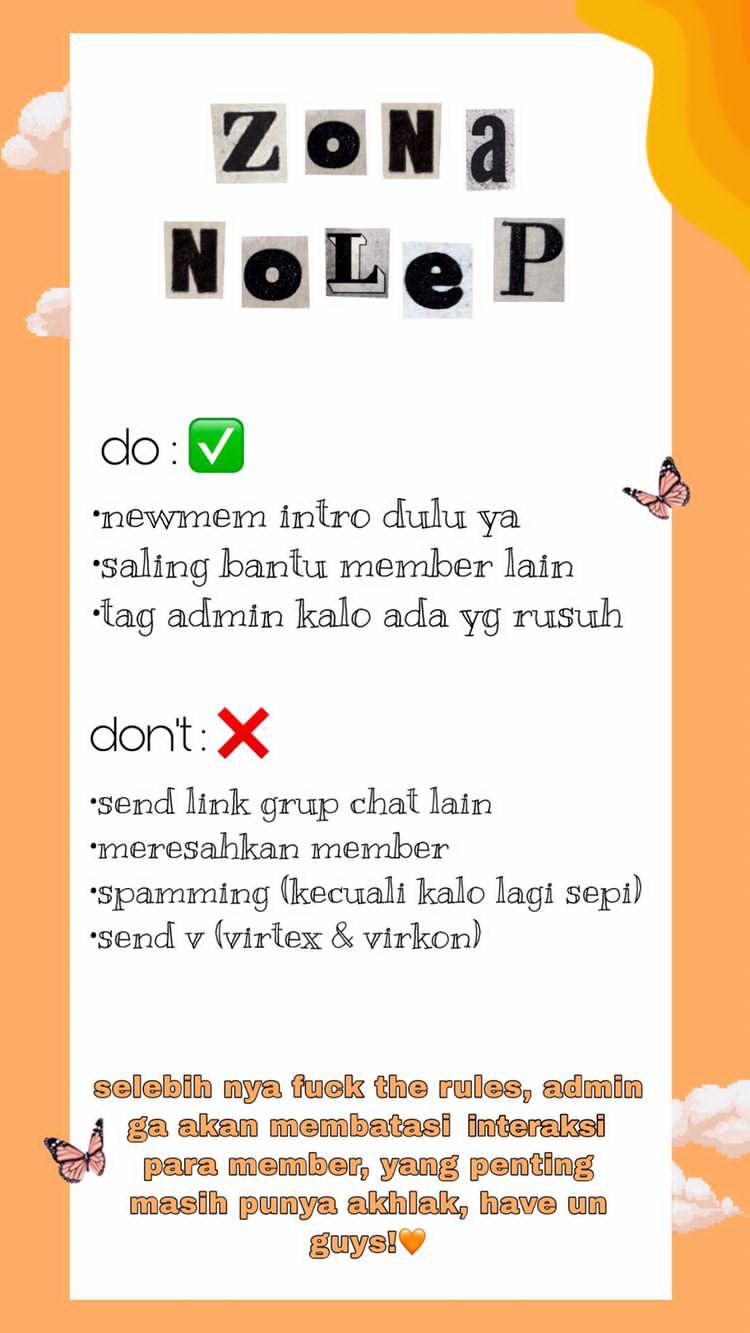 ZoNa
NoLeP
do : ✅
•newmem intro dulu ya
•saling bantu member lain
•tag admin kalo ada yg rusuh
don't : ❌
•send link grup chat lain
•meresahkan member
•spamming (kecuali kalo lagi sepi)
•send v (virtex & virkon)
selebih nya fuck the rules, admin
ga akan membatasi interaksi
para member, yang penting
masih punya akhlak, have un
guys!🧡